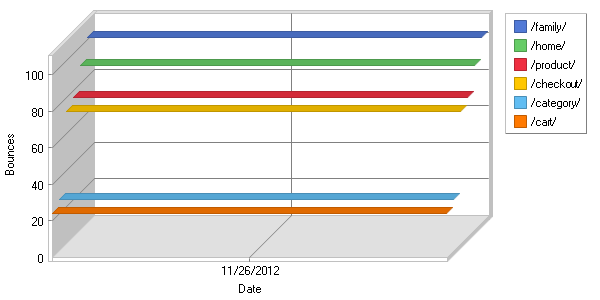 /family/
/home/
/product/
/checkout/
/category/
/cart/
100
80
60
40
20
0
Bounces
11/26/2012
Date